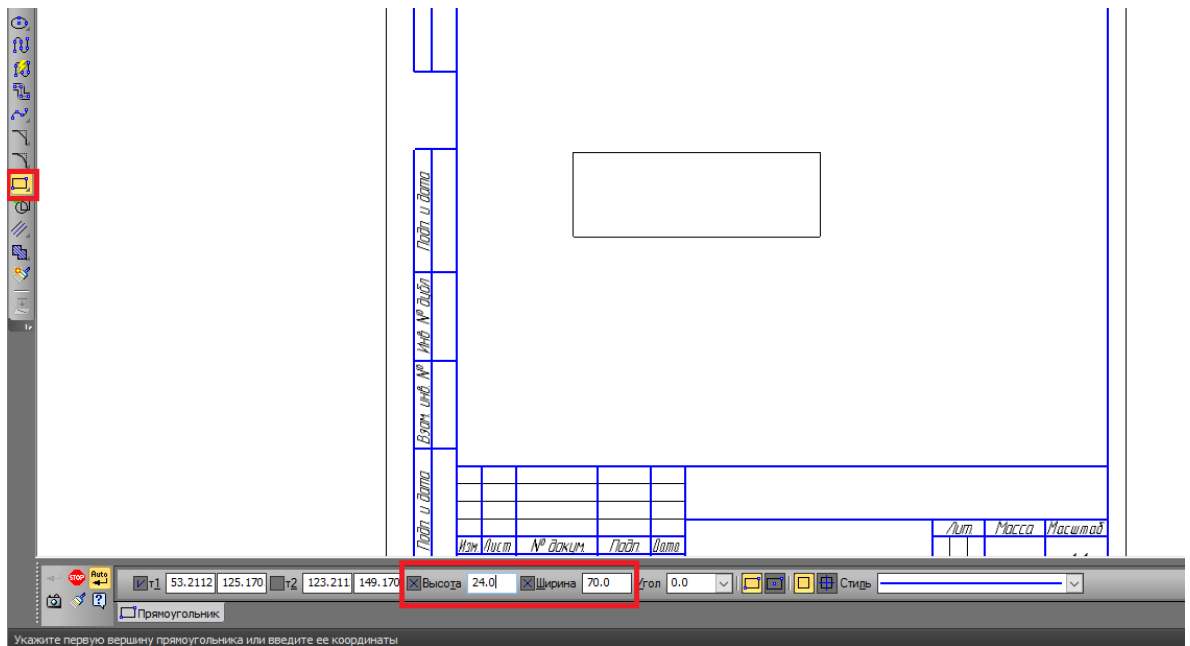 Подп. и дата
Инв. № дубл.
Взам. инв. №
Подп. и дата
Изм. Лист № докум. Подп. Дата
Лит. Масса Масштаб
STOP Auto т1 53.2112 125.170 т2 123.211 149.170 Высота 24.0 Ширина 70.0 Угол 0.0 Стиль
Прямоугольник
Укажите первую вершину прямоугольника или введите ее координаты